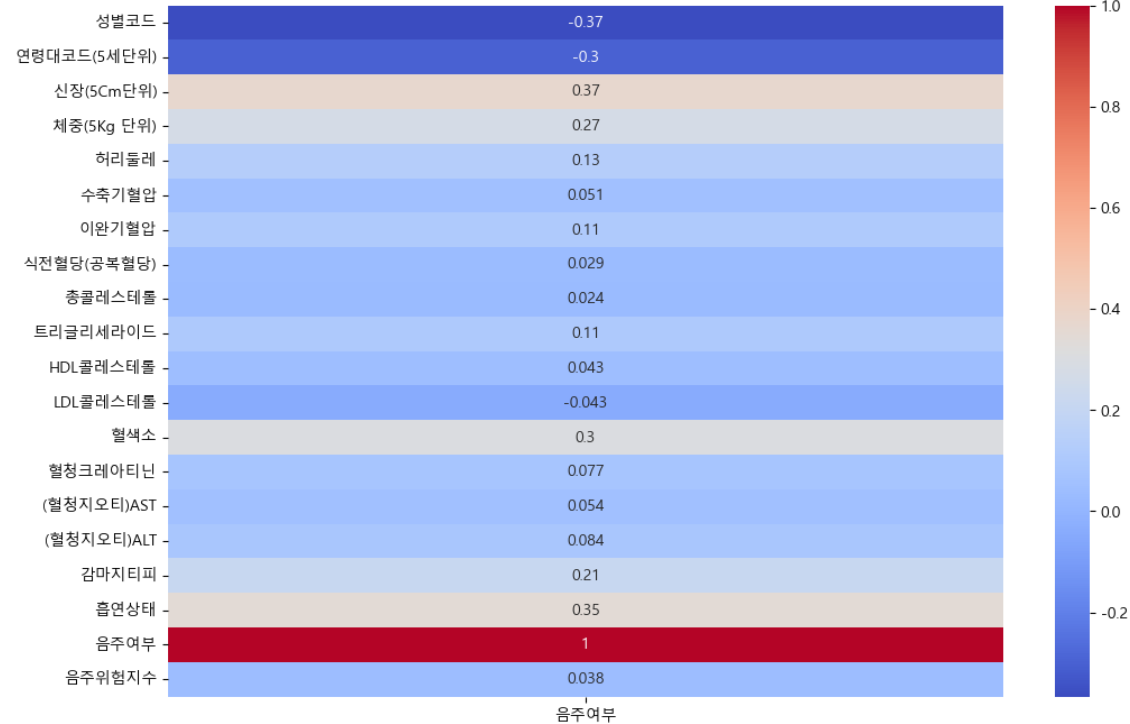 성별코드 -0.37
연령대코드(5세단위) -0.3
신장(5Cm단위) 0.37
체중(5Kg 단위) 0.27
허리둘레 0.13
수축기혈압 0.051
이완기혈압 0.11
식전혈당(공복혈당) 0.029
총콜레스테롤 0.024
트리글리세라이드 0.11
HDL콜레스테롤 0.043
LDL콜레스테롤 -0.043
혈색소 0.3
혈청크레아티닌 0.077
(혈청지오티)AST 0.054
(혈청지오티)ALT 0.084
감마지티피 0.21
흡연상태 0.35
음주여부 1
음주위험지수 0.038
음주여부
1.0
0.8
0.6
0.4
0.2
0.0
-0.2